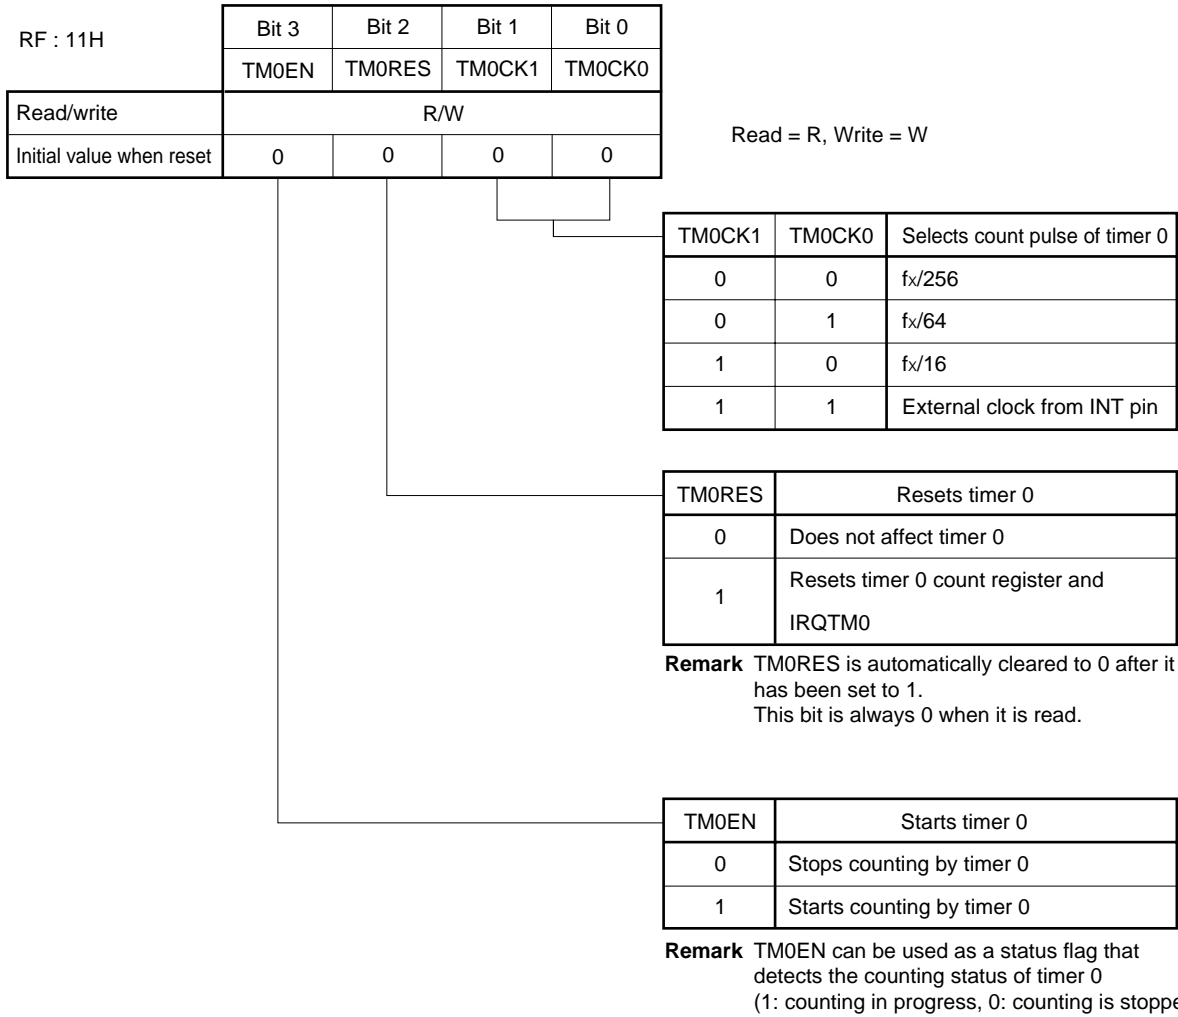 RF : 11H
Bit 3 Bit 2 Bit 1 Bit 0
TM0EN TM0RES TM0CK1 TM0CK0
Read/write R/W
Initial value when reset 0 0 0 0
Read = R, Write = W
TM0CK1 TM0CK0 Selects count pulse of timer 0
0 0 fX/256
0 1 fX/64
1 0 fX/16
1 1 External clock from INT pin
TM0RES Resets timer 0
0 Does not affect timer 0
1 Resets timer 0 count register and
IRQTM0
Remark TM0RES is automatically cleared to 0 after it
has been set to 1.
This bit is always 0 when it is read.
TM0EN Starts timer 0
0 Stops counting by timer 0
1 Starts counting by timer 0
Remark TM0EN can be used as a status flag that
detects the counting status of timer 0
(1: counting in progress, 0: counting is stoppe